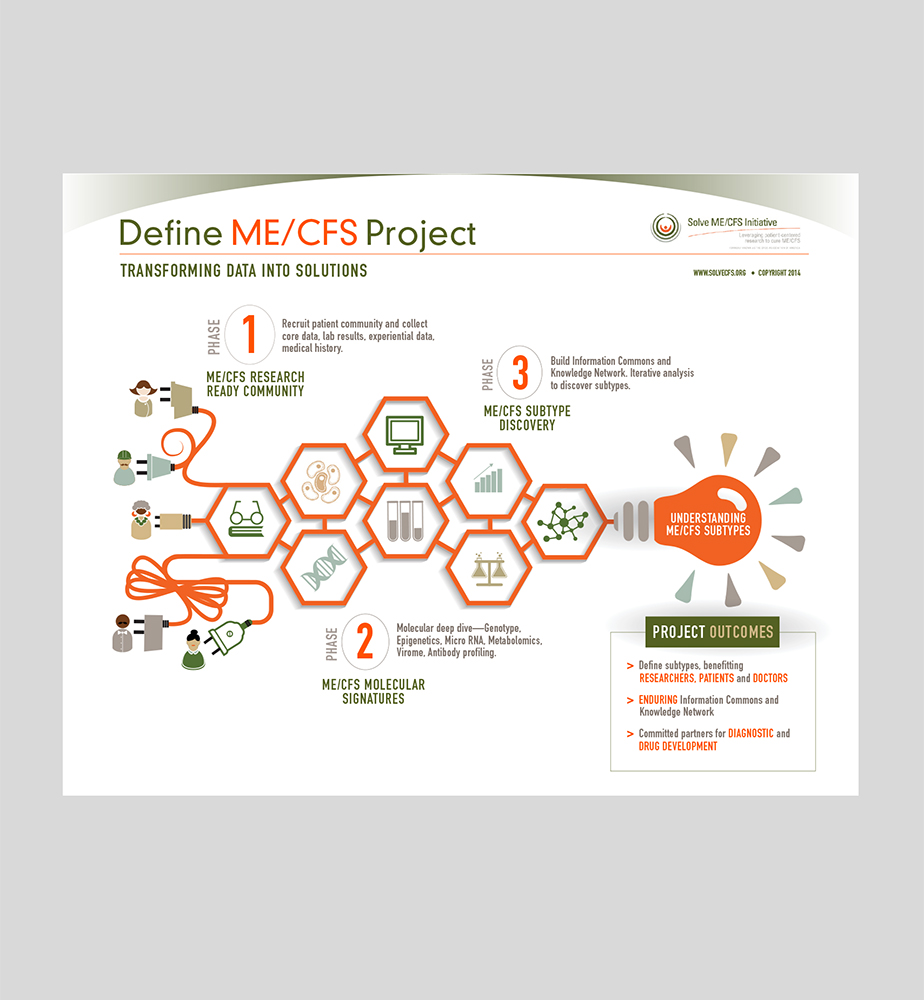 Define ME/CFS Project
Solve ME/CFS Initiative
Leveraging patient-centered
research to cure ME/CFS
TRANSFORMING DATA INTO SOLUTIONS
WWW.SOLVECFS.ORG • COPYRIGHT 2014
PHASE 1
Recruit patient community and collect
core data, lab results, experiential data,
medical history.
ME/CFS RESEARCH
READY COMMUNITY
PHASE 3
Build Information Commons and
Knowledge Network. Iterative analysis
to discover subtypes.
ME/CFS SUBTYPE
DISCOVERY
UNDERSTANDING
ME/CFS SUBTYPES
PHASE 2
Molecular deep dive—Genotype,
Epigenetics, Micro RNA, Metabolomics,
Virome, Antibody profiling.
ME/CFS MOLECULAR
SIGNATURES
PROJECT OUTCOMES
> Define subtypes, benefitting
RESEARCHERS, PATIENTS and DOCTORS
> ENDURING Information Commons and
Knowledge Network
> Committed partners for DIAGNOSTIC and
DRUG DEVELOPMENT